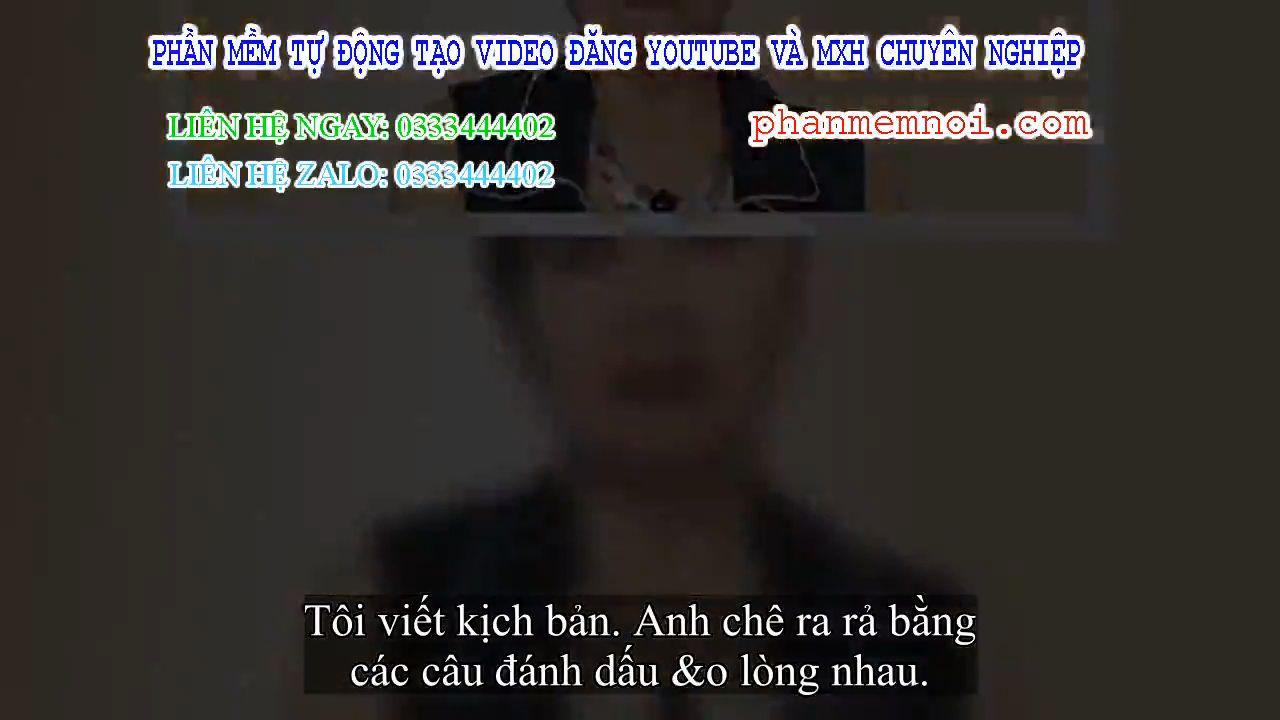 PHẦN MỀM TỰ ĐỘNG TẠO VIDEO ĐĂNG YOUTUBE VÀ MXH CHUYÊN NGHIỆP
LIÊN HỆ NGAY: 0333444402
phanmemnoi.com
LIÊN HỆ ZALO: 0333444402
Tôi viết kịch bản. Anh chê ra rả bằng
các câu đánh dấu &o lòng nhau.